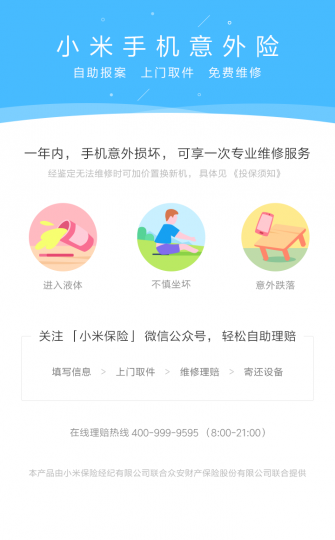 小米手机意外险
自助报案 上门取件 免费维修
一年内，手机意外损坏，可享一次专业维修服务
经鉴定无法维修时可加价置换新机，具体见《投保须知》
进入液体 不慎坐坏 意外跌落
关注「小米保险」微信公众号，轻松自助理赔
填写信息 > 上门取件 > 维修理赔 > 寄还设备
在线理赔热线 400-999-9595（8:00-21:00）
本产品由小米保险经纪有限公司联合众安财产保险股份有限公司联合提供